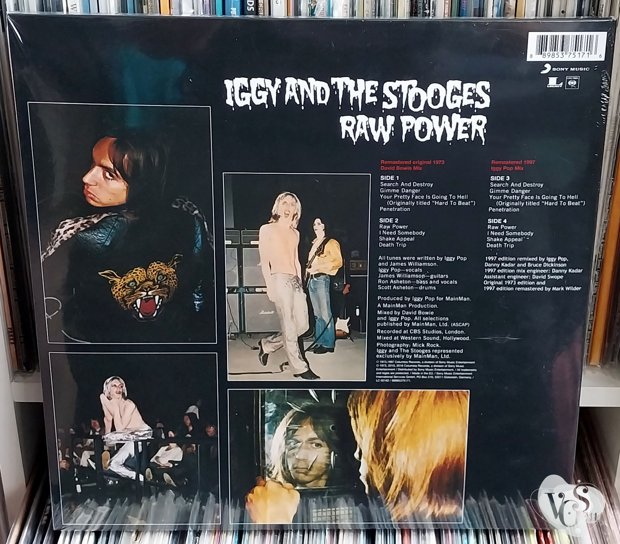 8 89853 75171 6
SONY MUSIC
IGGY AND THE STOOGES
RAW POWER
Remastered original 1973
David Bowie Mix
SIDE 1
Search And Destroy
Gimme Danger
Your Pretty Face Is Going To Hell
(Originally titled "Hard To Beat")
Penetration
SIDE 2
Raw Power
I Need Somebody
Shake Appeal
Death Trip
Remastered 1997
Iggy Pop Mix
SIDE 3
Search And Destroy
Gimme Danger
Your Pretty Face Is Going To Hell
(Originally titled "Hard To Beat")
Penetration
SIDE 4
Raw Power
I Need Somebody
Shake Appeal
Death Trip
All tunes were written by Iggy Pop
and James Williamson.
Iggy Pop—vocals
James Williamson—guitars
Ron Asheton—bass and vocals
Scott Asheton—drums
Produced by Iggy Pop for MainMan.
A MainMan Production.
Mixed by David Bowie
and Iggy Pop. All selections
published by MainMan, Ltd. (ASCAP)
Recorded at CBS Studios, London.
Mixed at Western Sound, Hollywood.
Photography: Mick Rock.
Iggy and The Stooges represented
exclusively by MainMan, Ltd.
1997 edition remixed by Iggy Pop,
Danny Kadar and Bruce Dickinson
1997 edition mix engineer: Danny Kadar
Assistant engineer: David Swope
Original 1973 edition and
1997 edition remastered by Mark Wilder
VGS